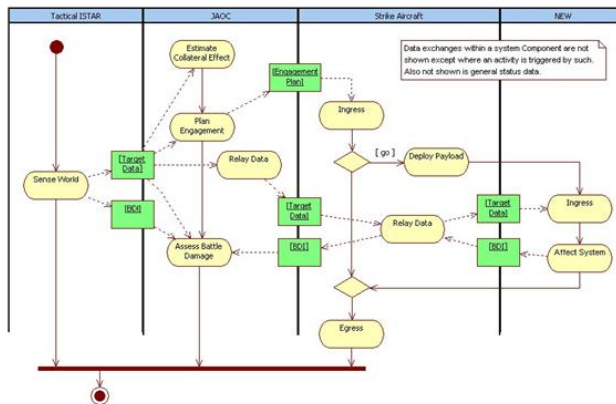 Tactical ISTAR
JAOC
Strike Aircraft
NEW
Estimate
Collateral Effect
Data exchanges within a system Component are not
shown except where an activity is triggered by such.
Also not shown is general status data.
[Engagement
Plan]
Plan
Engagement
Ingress
[Target
Data]
Relay Data
[ go ]
Deploy Payload
Sense World
[BDI]
[Target
Data]
Relay Data
[Target
Data]
Ingress
Assess Battle
Damage
[BDI]
[BDI]
Affect System
Egress